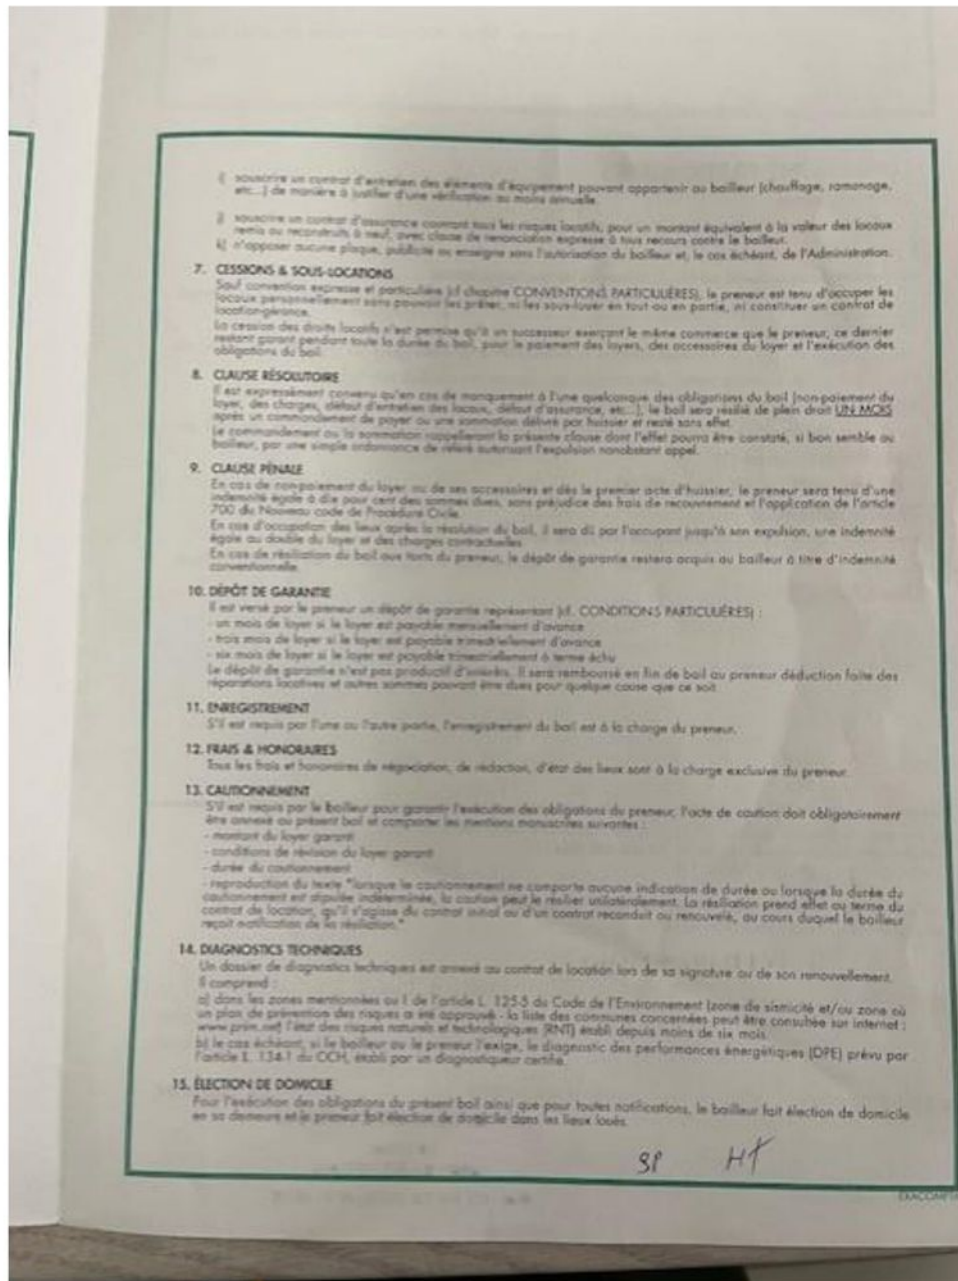 i) souscrire un contrat d'entretien des éléments d'équipement pouvant appartenir au bailleur (chauffage, ramonage,
etc...) de manière à justifier d'une vérification au moins annuelle.
j) souscrire un contrat d'assurance couvrant tous les risques locatifs, pour un montant équivalent à la valeur des locaux
remis ou reconstruits à neuf, avec clause de renonciation expresse à tous recours contre le bailleur.
k) n'apposer aucune plaque, publicité ou enseigne sans l'autorisation du bailleur et, le cas échéant, de l'Administration.
7. CESSIONS & SOUS-LOCATIONS
Sauf convention expresse et particulière (cf chapitre CONVENTIONS PARTICULIÈRES), le preneur est tenu d'occuper les
locaux personnellement sans pouvoir les prêter, ni les sous-louer en tout ou en partie, ni constituer un contrat de
location-gérance.
La cession des droits locatifs n'est permise qu'à un successeur exerçant le même commerce que le preneur, ce dernier
restant garant pendant toute la durée du bail, pour le paiement des loyers, des accessoires du loyer et l'exécution des
obligations du bail.
8. CLAUSE RÉSOLUTOIRE
Il est expressément convenu qu'en cas de manquement à l'une quelconque des obligations du bail (non-paiement du
loyer, des charges, défaut d'entretien des locaux, défaut d'assurance, etc...), le bail sera résilié de plein droit UN MOIS
après un commandement de payer ou une sommation délivré par huissier et resté sans effet.
Le commandement ou la sommation rappelleront la présente clause dont l'effet pourra être constaté, si bon semble au
bailleur, par une simple ordonnance de référé autorisant l'expulsion nonobstant appel.
9. CLAUSE PÉNALE
En cas de non-paiement du loyer ou de ses accessoires et dès le premier acte d'huissier, le preneur sera tenu d'une
indemnité égale à dix pour cent des sommes dues, sans préjudice des frais de recouvrement et l'application de l'article
700 du Nouveau code de Procédure Civile.
En cas d'occupation des lieux après la résolution du bail, il sera dû par l'occupant jusqu'à son expulsion, une indemnité
égale au double du loyer et des charges contractuelles.
En cas de résiliation du bail aux torts du preneur, le dépôt de garantie restera acquis au bailleur à titre d'indemnité
conventionnelle.
10. DÉPÔT DE GARANTIE
Il est versé par le preneur un dépôt de garantie représentant (cf. CONDITIONS PARTICULIÈRES) :
- un mois de loyer si le loyer est payable mensuellement d'avance
- trois mois de loyer si le loyer est payable trimestriellement d'avance
- six mois de loyer si le loyer est payable trimestriellement à terme échu
Le dépôt de garantie n'est pas productif d'intérêts. Il sera remboursé en fin de bail au preneur déduction faite des
réparations locatives et autres sommes pouvant être dues pour quelque cause que ce soit.
11. ENREGISTREMENT
S'il est requis par l'une ou l'autre partie, l'enregistrement du bail est à la charge du preneur.
12. FRAIS & HONORAIRES
Tous les frais et honoraires de négociation, de rédaction, d'état des lieux sont à la charge exclusive du preneur.
13. CAUTIONNEMENT
S'il est requis par le bailleur pour garantir l'exécution des obligations du preneur, l'acte de caution doit obligatoirement
être annexé au présent bail et comporter les mentions manuscrites suivantes :
- montant du loyer garanti
- conditions de révision du loyer garanti
- durée du cautionnement
- reproduction du texte "lorsque le cautionnement ne comporte aucune indication de durée ou lorsque la durée du
cautionnement est stipulée indéterminée, la caution peut le résilier unilatéralement. La résiliation prend effet au terme du
contrat de location, qu'il s'agisse du contrat initial ou d'un contrat reconduit ou renouvelé, au cours duquel le bailleur
reçoit notification de la résiliation."
14. DIAGNOSTICS TECHNIQUES
Un dossier de diagnostics techniques est annexé au contrat de location lors de sa signature ou de son renouvellement.
Il comprend :
a) dans les zones mentionnées au I de l'article L. 125-5 du Code de l'Environnement (zone de sismicité et/ou zone où
un plan de prévention des risques a été approuvé - la liste des communes concernées peut être consultée sur internet :
www.prim.net) l'état des risques naturels et technologiques (RNT) établi depuis moins de six mois.
b) le cas échéant, si le bailleur ou le preneur l'exige, le diagnostic des performances énergétiques (DPE) prévu par
l'article L. 134-1 du CCH, établi par un diagnostiqueur certifié.
15. ÉLECTION DE DOMICILE
Pour l'exécution des obligations du présent bail ainsi que pour toutes notifications, le bailleur fait élection de domicile
en sa demeure et le preneur fait élection de domicile dans les lieux loués.
SP HT